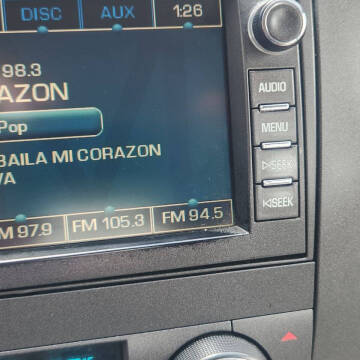 DISC AUX 1:26
98.3
AZON
Pop
BAILA MI CORAZON
VA
M 97.9 FM 105.3 FM 94.5
AUDIO
MENU
▷SEEK
◁SEEK